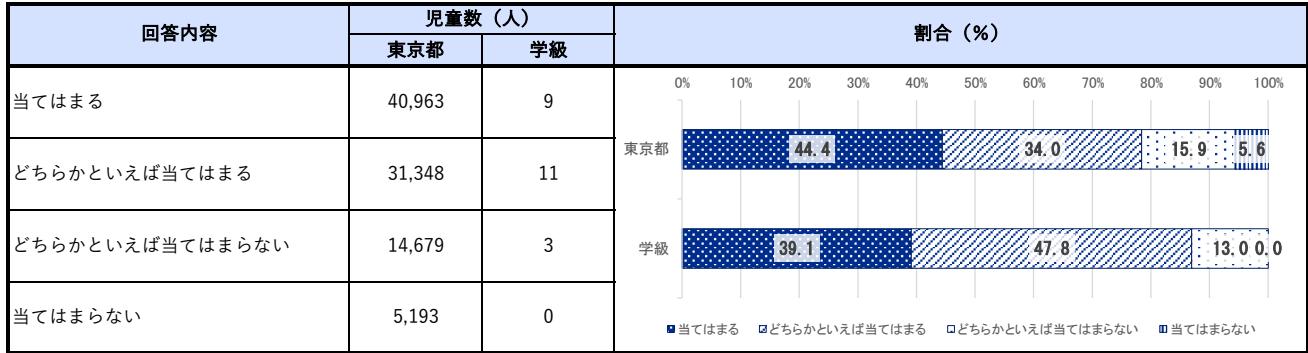 回答内容 児童数（人） 割合（%）
東京都 学級
当てはまる 40,963 9
どちらかといえば当てはまる 31,348 11
どちらかといえば当てはまらない 14,679 3
当てはまらない 5,193 0
0% 10% 20% 30% 40% 50% 60% 70% 80% 90% 100%
東京都 44.4 34.0 15.9 5.6
学級 39.1 47.8 13.0 0.0
当てはまる どちらかといえば当てはまる どちらかといえば当てはまらない 当てはまらない